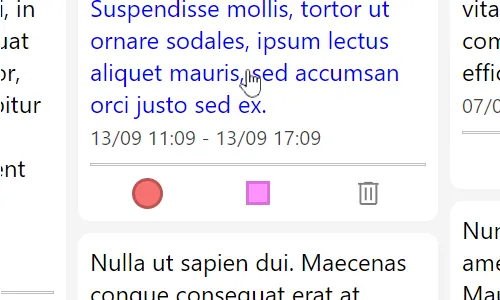 , in
uat
or,
pitur
ent
Suspendisse mollis, tortor ut
ornare sodales, ipsum lectus
aliquet mauris, sed accumsan
orci justo sed ex.
13/09 11:09 - 13/09 17:09
Nulla ut sapien dui. Maecenas
congue consequat erat at
vita
com
effic
07/0
Nun
ame
Mau